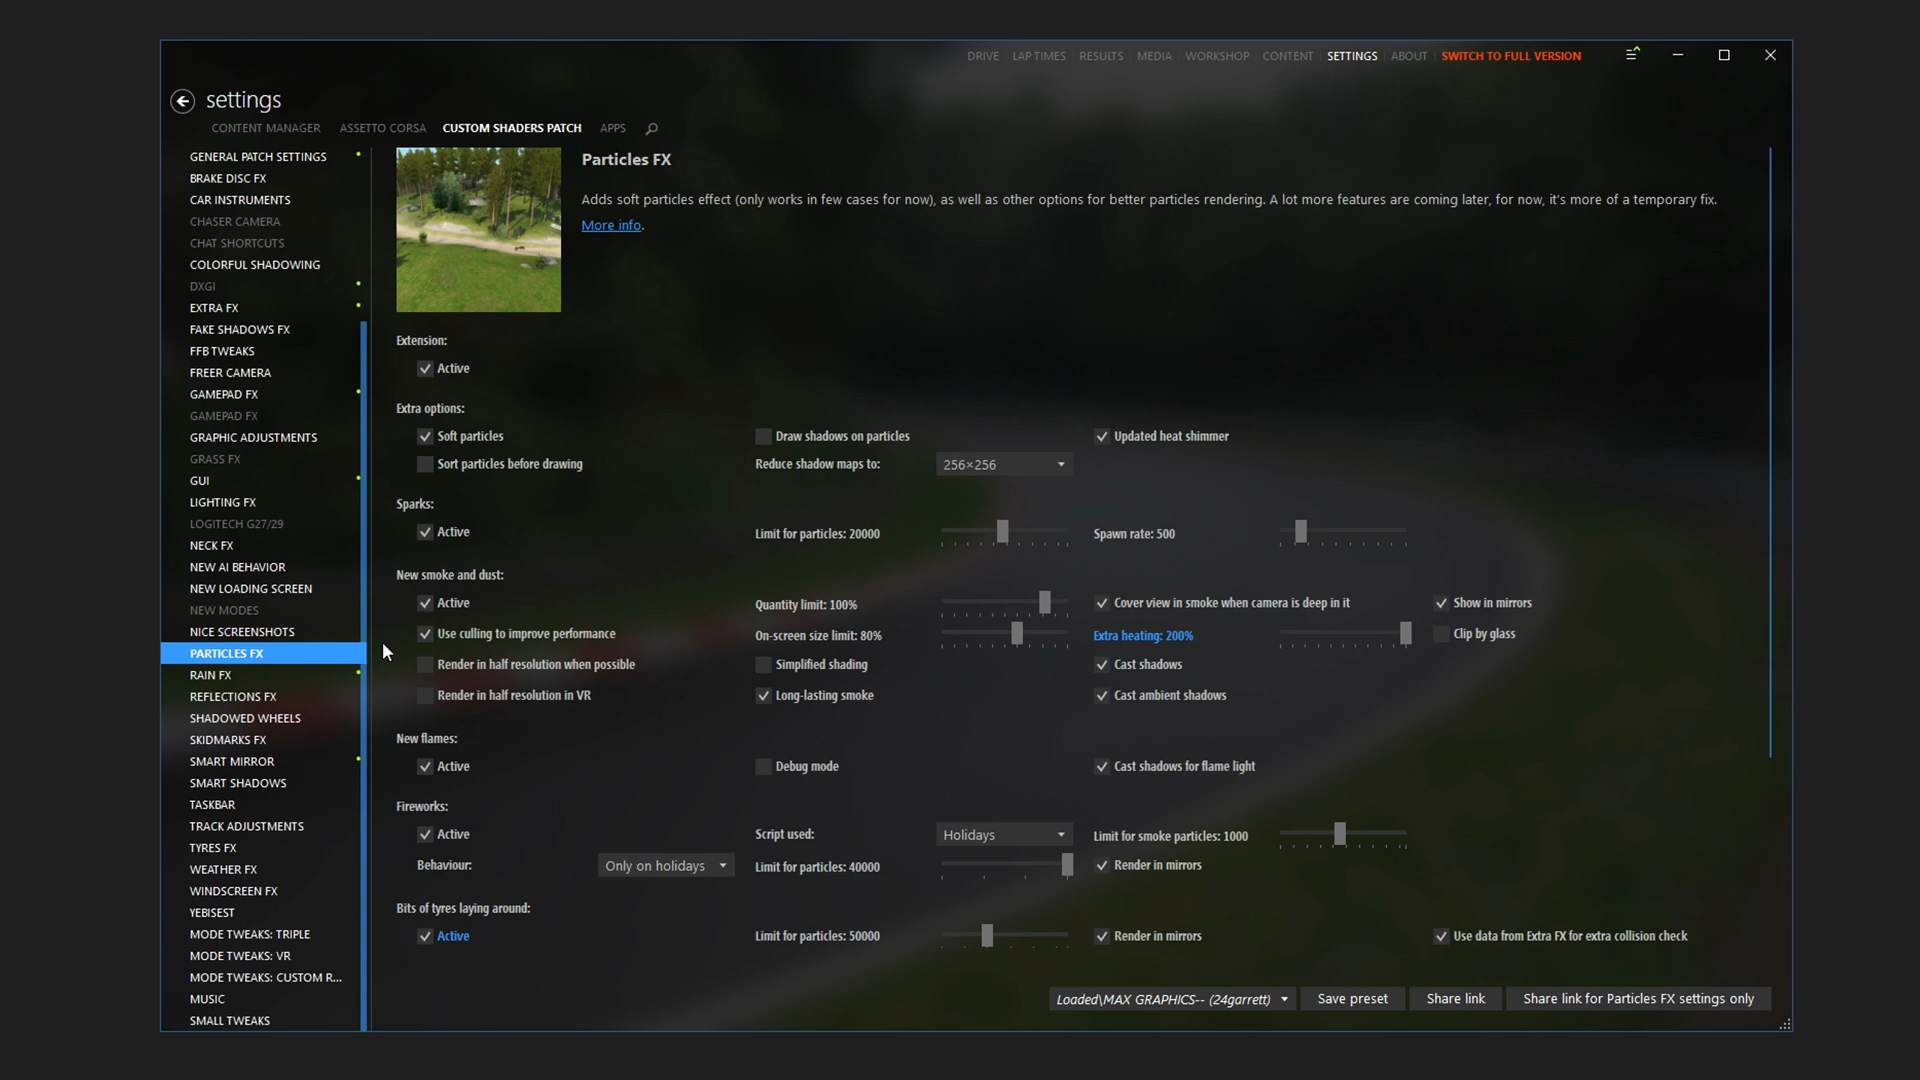 DRIVE LAP TIMES RESULTS MEDIA WORKSHOP CONTENT SETTINGS ABOUT SWITCH TO FULL VERSION
settings
CONTENT MANAGER ASSETTO CORSA CUSTOM SHADERS PATCH APPS
GENERAL PATCH SETTINGS
BRAKE DISC FX
CAR INSTRUMENTS
CHASER CAMERA
CHAT SHORTCUTS
COLORFUL SHADOWING
DXGI
EXTRA FX
FAKE SHADOWS FX
FFB TWEAKS
FREER CAMERA
GAMEPAD FX
GAMEPAD FX
GRAPHIC ADJUSTMENTS
GRASS FX
GUI
LIGHTING FX
LOGITECH G27/29
NECK FX
NEW AI BEHAVIOR
NEW LOADING SCREEN
NEW MODES
NICE SCREENSHOTS
PARTICLES FX
RAIN FX
REFLECTIONS FX
SHADOWED WHEELS
SKIDMARKS FX
SMART MIRROR
SMART SHADOWS
TASKBAR
TRACK ADJUSTMENTS
TYRES FX
WEATHER FX
WINDSCREEN FX
YEBISEST
MODE TWEAKS: TRIPLE
MODE TWEAKS: VR
MODE TWEAKS: CUSTOM R...
MUSIC
SMALL TWEAKS
Particles FX
Adds soft particles effect (only works in few cases for now), as well as other options for better particles rendering. A lot more features are coming later, for now, it's more of a temporary fix.
More info.
Extension:
Active
Extra options:
Soft particles Draw shadows on particles Updated heat shimmer
Sort particles before drawing Reduce shadow maps to: 256×256
Sparks:
Active Limit for particles: 20000 Spawn rate: 500
New smoke and dust:
Active Quantity limit: 100% Cover view in smoke when camera is deep in it Show in mirrors
Use culling to improve performance On-screen size limit: 80% Extra heating: 200% Clip by glass
Render in half resolution when possible Simplified shading Cast shadows
Render in half resolution in VR Long-lasting smoke Cast ambient shadows
New flames:
Active Debug mode Cast shadows for flame light
Fireworks:
Active Script used: Holidays Limit for smoke particles: 1000
Behaviour: Only on holidays Limit for particles: 40000 Render in mirrors
Bits of tyres laying around:
Active Limit for particles: 50000 Render in mirrors Use data from Extra FX for extra collision check
Loaded\MAX GRAPHICS-- (24garrett) Save preset Share link Share link for Particles FX settings only